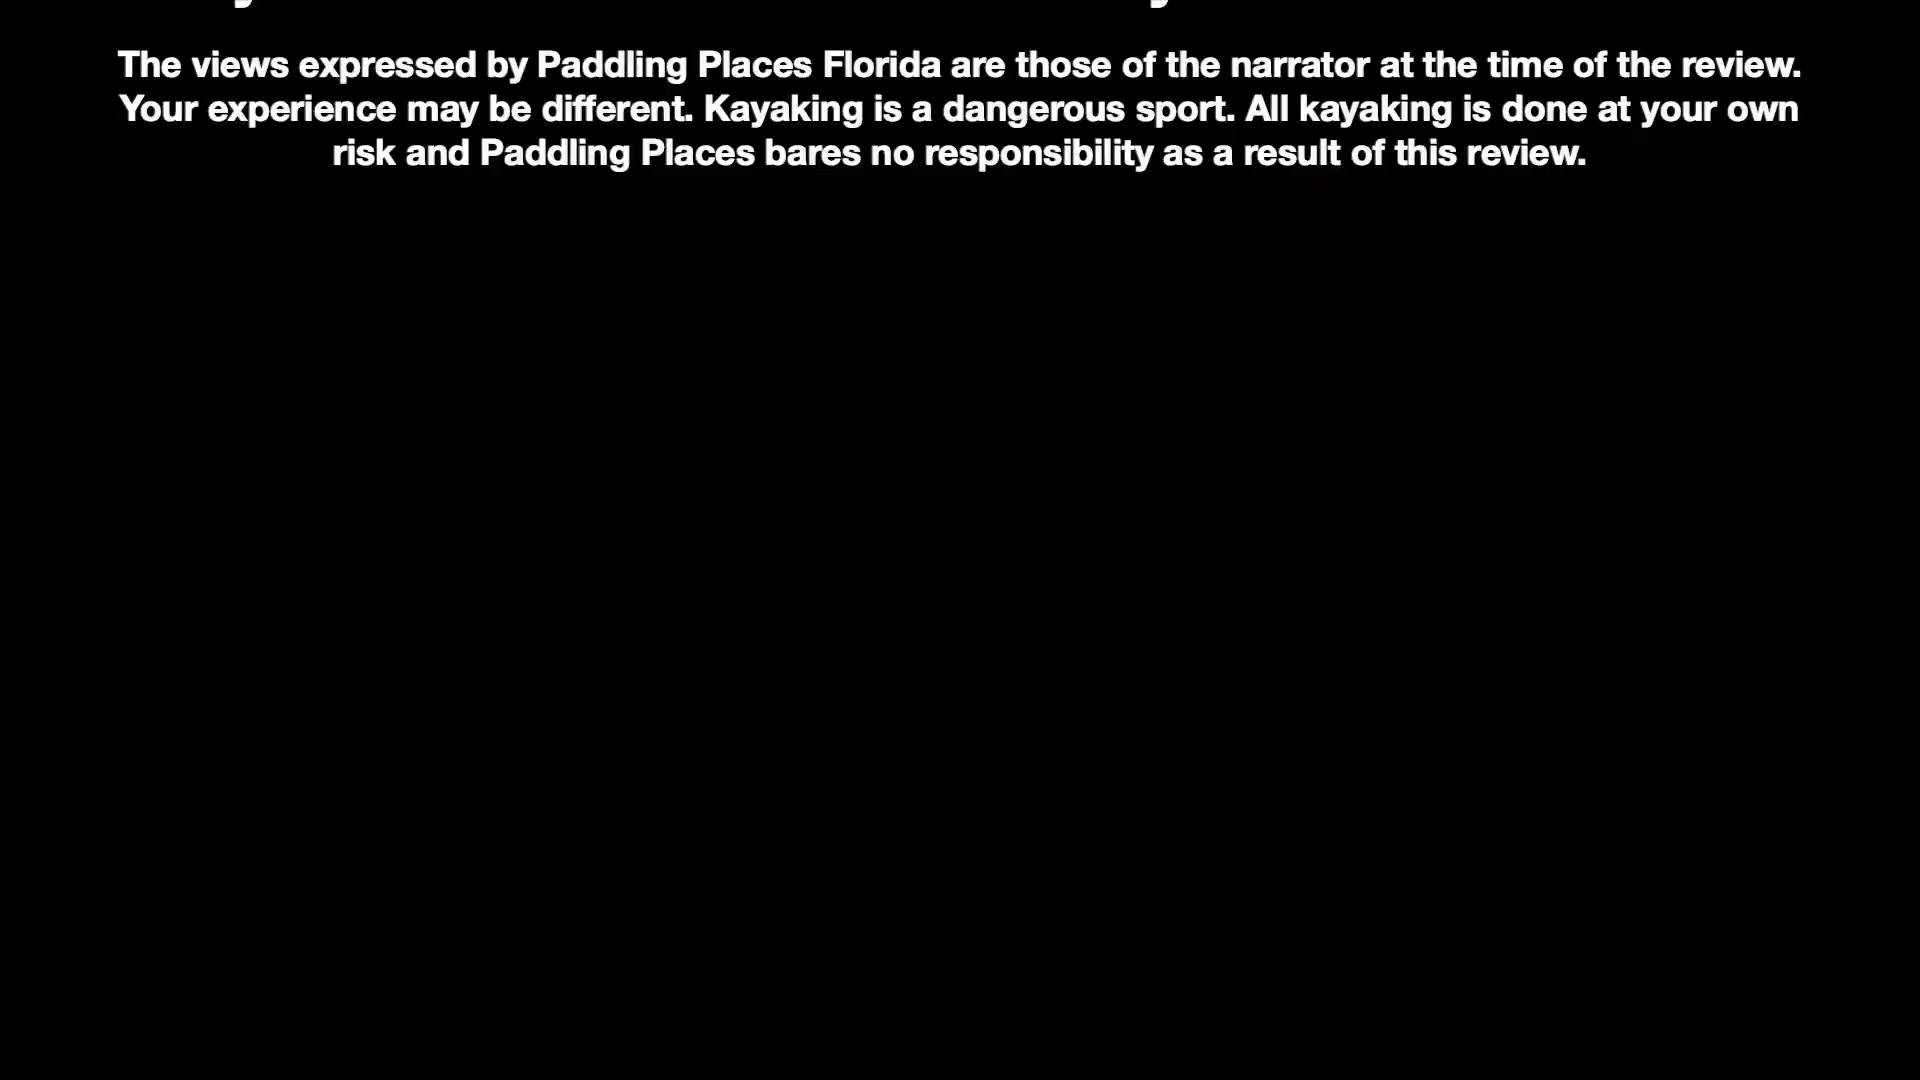 The views expressed by Paddling Places Florida are those of the narrator at the time of the review.
Your experience may be different. Kayaking is a dangerous sport. All kayaking is done at your own
risk and Paddling Places bares no responsibility as a result of this review.